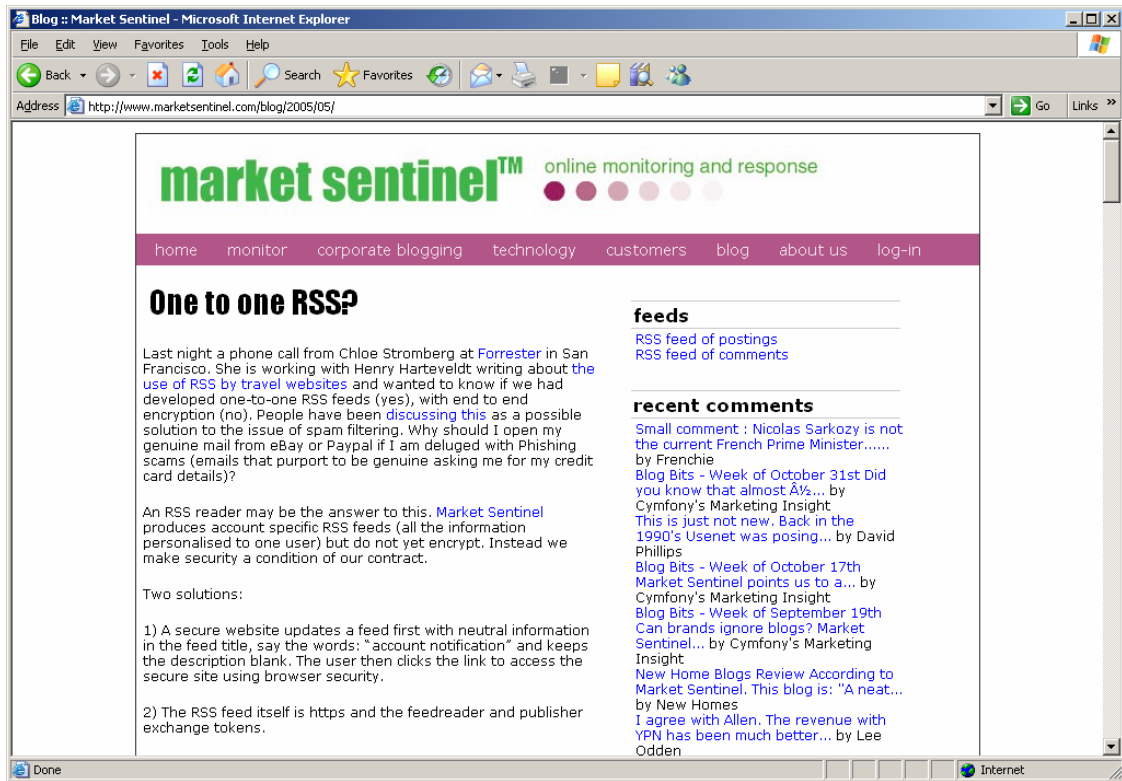 Blog :: Market Sentinel - Microsoft Internet Explorer
File Edit View Favorites Tools Help
Back Search Favorites
Address http://www.marketsentinel.com/blog/2005/05/ Go Links »
market sentinel™ online monitoring and response
home monitor corporate blogging technology customers blog about us log-in
One to one RSS?
Last night a phone call from Chloe Stromberg at Forrester in San
Francisco. She is working with Henry Harteveldt writing about the
use of RSS by travel websites and wanted to know if we had
developed one-to-one RSS feeds (yes), with end to end
encryption (no). People have been discussing this as a possible
solution to the issue of spam filtering. Why should I open my
genuine mail from eBay or Paypal if I am deluged with Phishing
scams (emails that purport to be genuine asking me for my credit
card details)?
An RSS reader may be the answer to this. Market Sentinel
produces account specific RSS feeds (all the information
personalised to one user) but do not yet encrypt. Instead we
make security a condition of our contract.
Two solutions:
1) A secure website updates a feed first with neutral information
in the feed title, say the words: “account notification” and keeps
the description blank. The user then clicks the link to access the
secure site using browser security.
2) The RSS feed itself is https and the feedreader and publisher
exchange tokens.
feeds
RSS feed of postings
RSS feed of comments
recent comments
Small comment : Nicolas Sarkozy is not
the current French Prime Minister......
by Frenchie
Blog Bits - Week of October 31st Did
you know that almost Â½... by
Cymfony's Marketing Insight
This is just not new. Back in the
1990's Usenet was posing... by David
Phillips
Blog Bits - Week of October 17th
Market Sentinel points us to a... by
Cymfony's Marketing Insight
Blog Bits - Week of September 19th
Can brands ignore blogs? Market
Sentinel... by Cymfony's Marketing
Insight
New Home Blogs Review According to
Market Sentinel. This blog is: "A neat...
by New Homes
I agree with Allen. The revenue with
YPN has been much better... by Lee
Odden
Done Internet